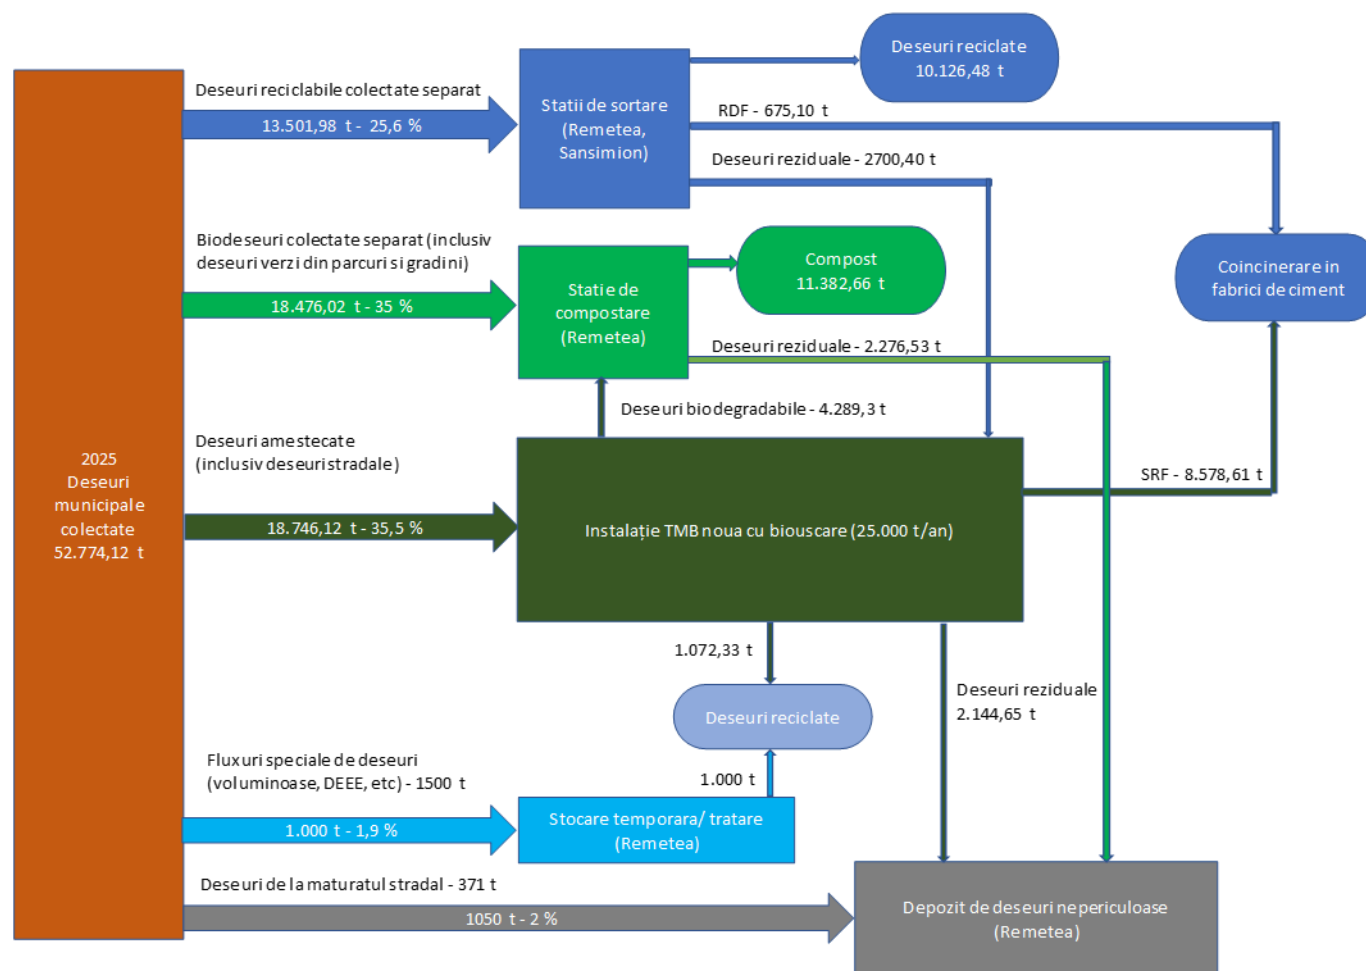 2025
Deseuri
municipale
colectate
52.774,12 t
Deseuri reciclabile colectate separat
13.501,98 t - 25,6 %
Statii de sortare
(Remetea,
Sansimion)
Deseuri reciclate
10.126,48 t
RDF - 675,10 t
Deseuri reziduale - 2700,40 t
Biodeseuri colectate separat (inclusiv
deseuri verzi din parcuri si gradini)
18.476,02 t - 35 %
Statie de
compostare
(Remetea)
Compost
11.382,66 t
Coincinerare in
fabrici de ciment
Deseuri reziduale - 2.276,53 t
Deseuri biodegradabile - 4.289,3 t
Deseuri amestecate
(inclusiv deseuri stradale)
18.746,12 t - 35,5 %
Instalație TMB noua cu biouscare (25.000 t/an)
SRF - 8.578,61 t
1.072,33 t
Deseuri reziduale
2.144,65 t
Deseuri reciclate
Fluxuri speciale de deseuri
(voluminoase, DEEE, etc) - 1500 t
1.000 t
1.000 t - 1,9 %
Stocare temporara/ tratare
(Remetea)
Deseuri de la maturatul stradal - 371 t
1050 t - 2 %
Depozit de deseuri nepericuloase
(Remetea)